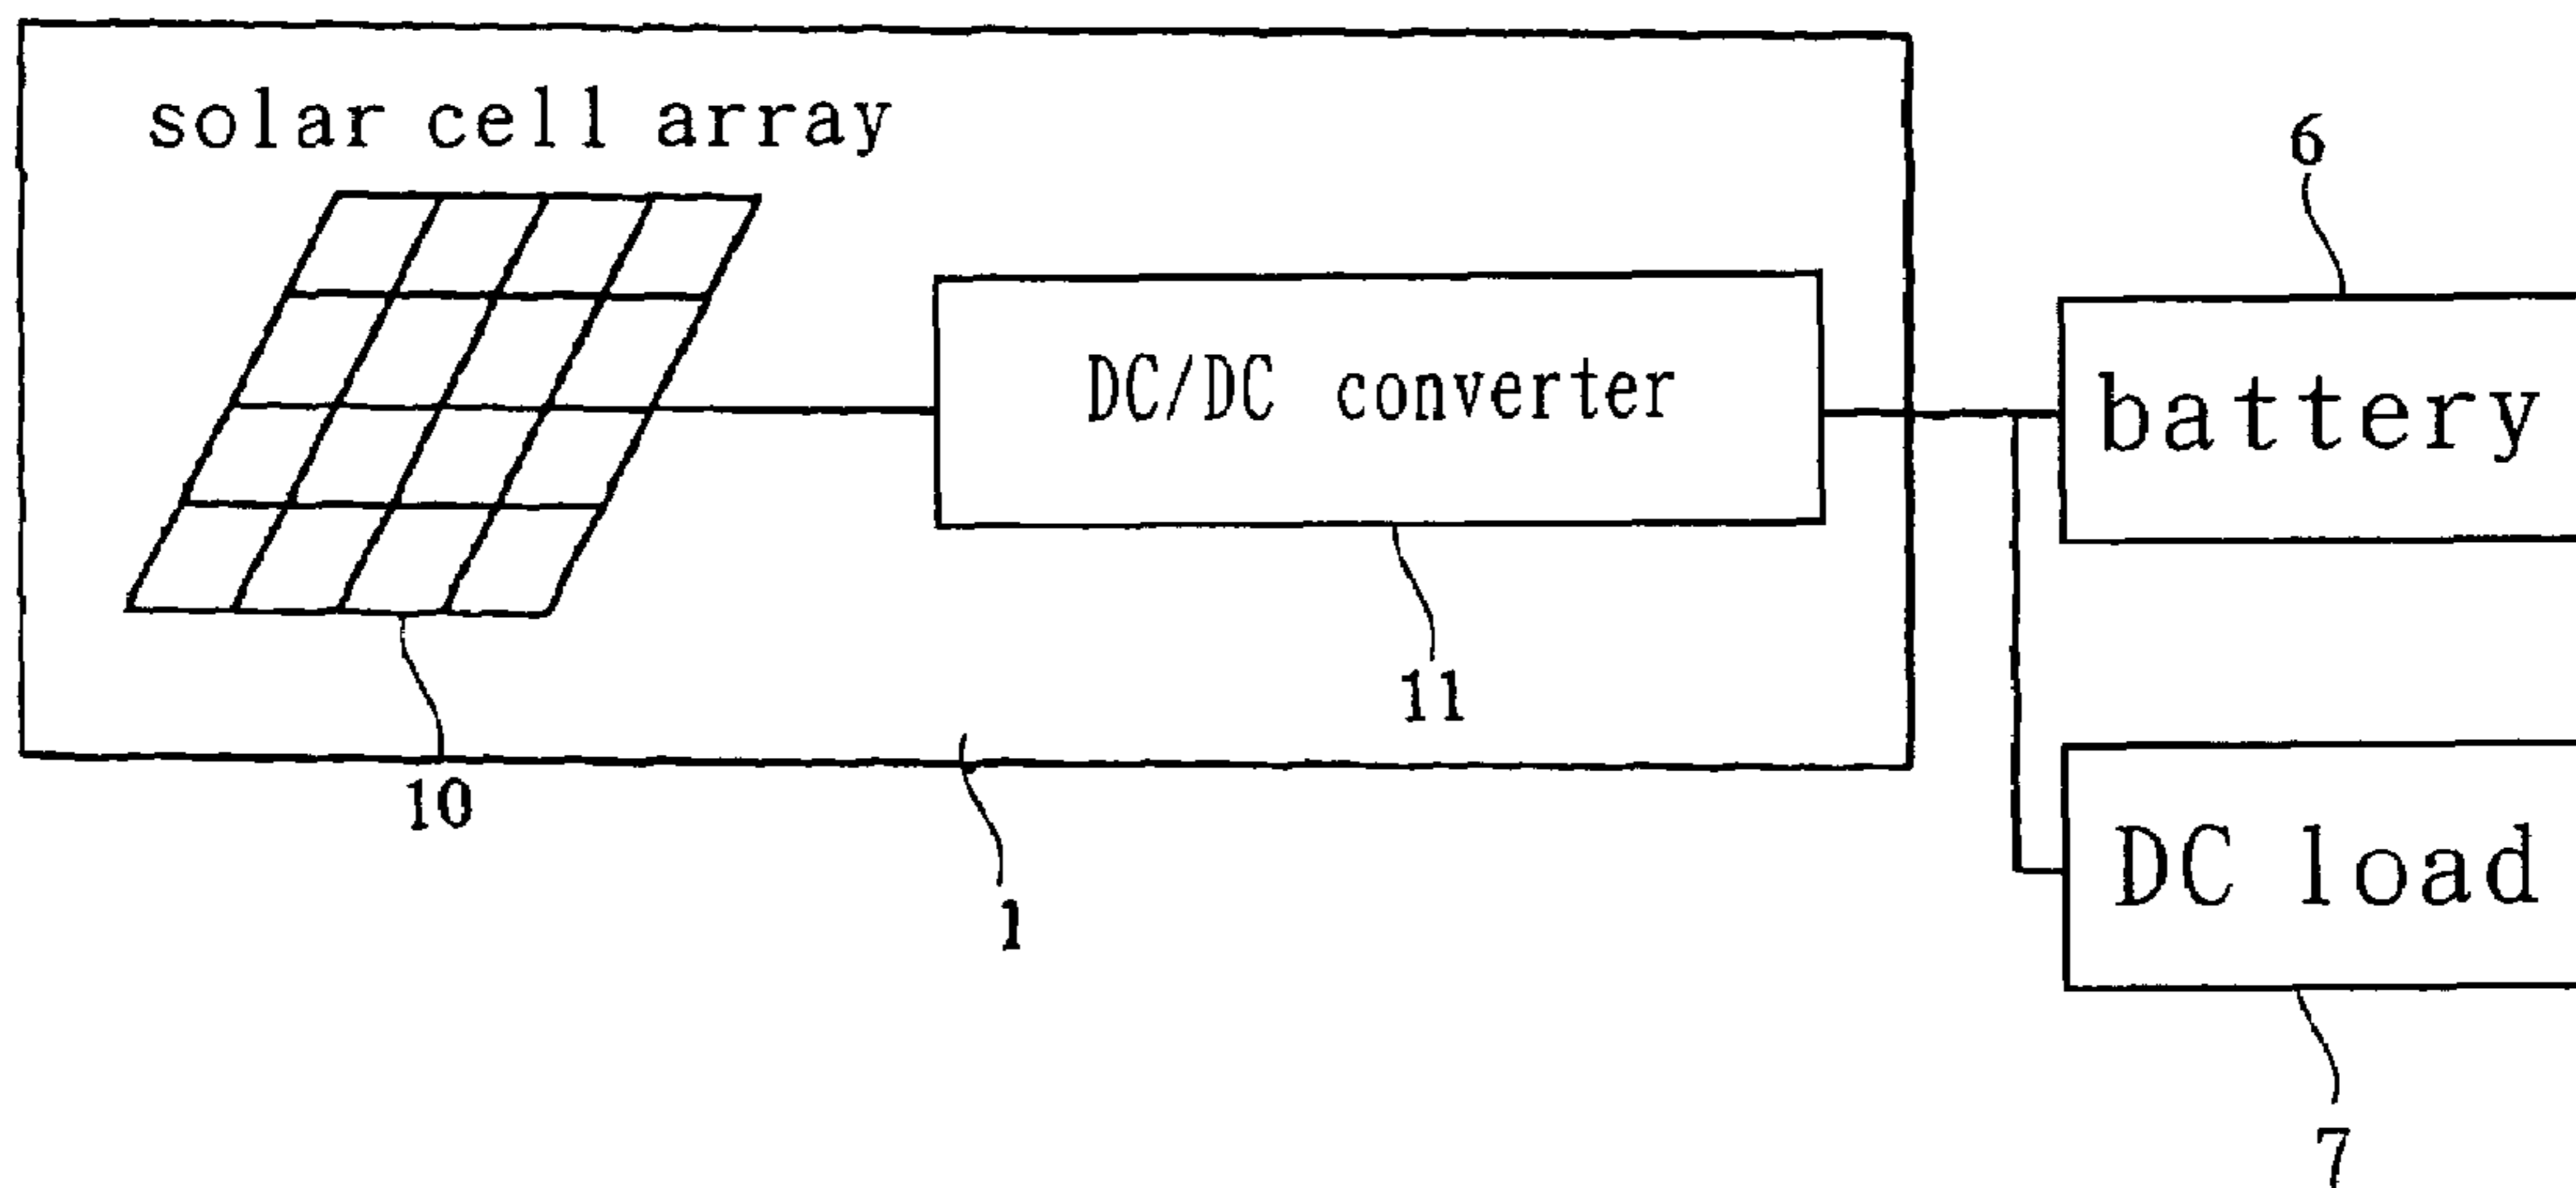 solar cell array
6
DC/DC converter
battery
11
10
DC load
1
7